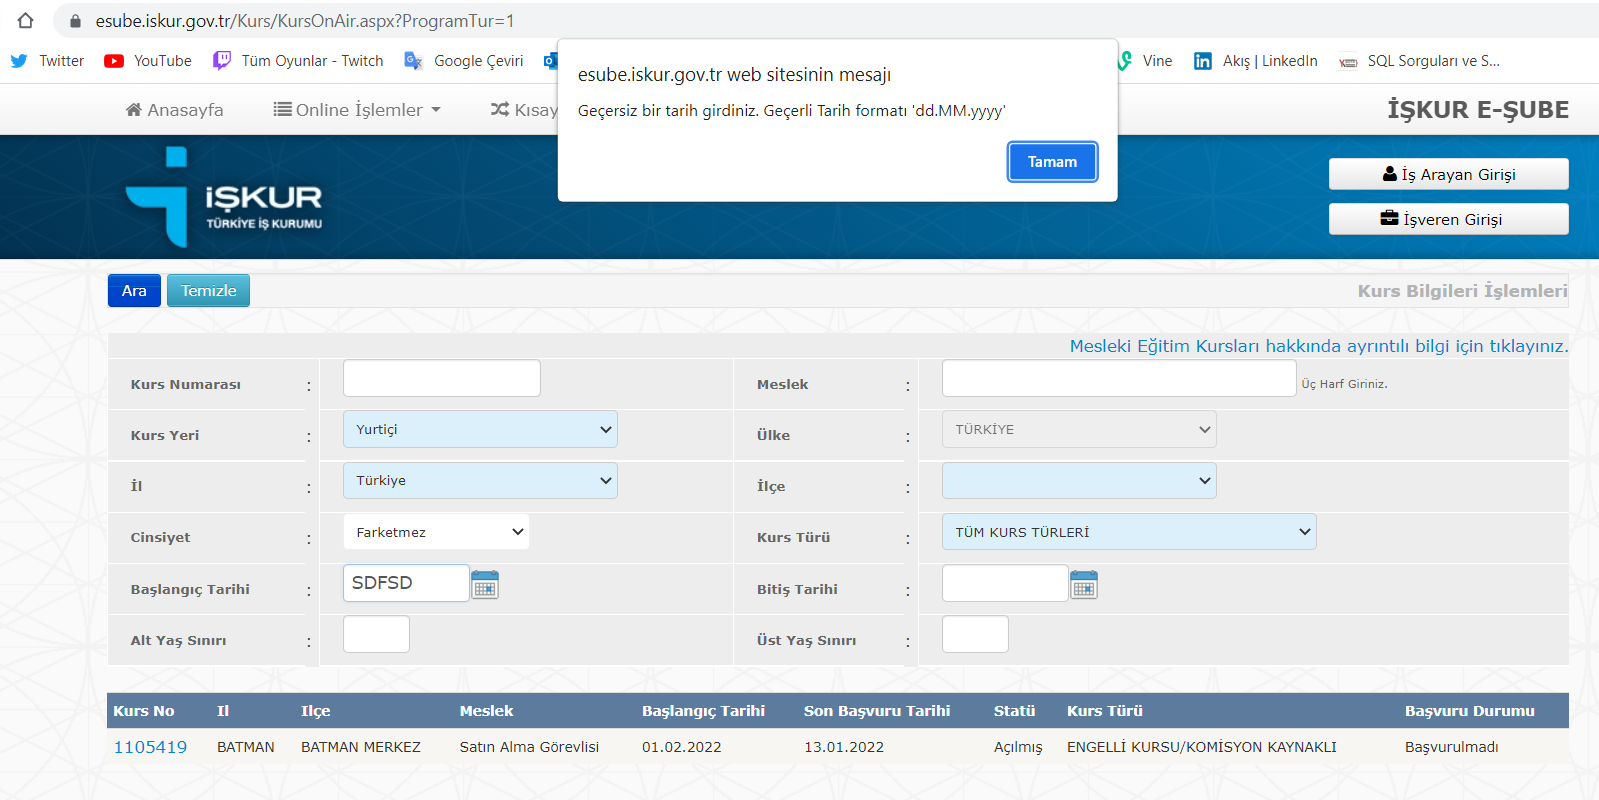 esube.iskur.gov.tr/Kurs/KursOnAir.aspx?ProgramTur=1
Twitter YouTube Tüm Oyunlar - Twitch Google Çeviri Vine Akış | LinkedIn SQL Sorguları ve S...
esube.iskur.gov.tr web sitesinin mesajı
Geçersiz bir tarih girdiniz. Geçerli Tarih formatı 'dd.MM.yyyy'
Tamam
Anasayfa Online İşlemler Kısay İŞKUR E-ŞUBE
İŞKUR
TÜRKİYE İŞ KURUMU
İş Arayan Girişi
İşveren Girişi
Ara Temizle Kurs Bilgileri İşlemleri
Mesleki Eğitim Kursları hakkında ayrıntılı bilgi için tıklayınız.
Kurs Numarası : Meslek : Üç Harf Giriniz.
Kurs Yeri : Yurtiçi Ülke : TÜRKİYE
İl : Türkiye İlçe :
Cinsiyet : Farketmez Kurs Türü : TÜM KURS TÜRLERİ
Başlangıç Tarihi : SDFSD Bitiş Tarihi :
Alt Yaş Sınırı : Üst Yaş Sınırı :
Kurs No Il Ilçe Meslek Başlangıç Tarihi Son Başvuru Tarihi Statü Kurs Türü Başvuru Durumu
1105419 BATMAN BATMAN MERKEZ Satın Alma Görevlisi 01.02.2022 13.01.2022 Açılmış ENGELLİ KURSU/KOMİSYON KAYNAKLI Başvurulmadı